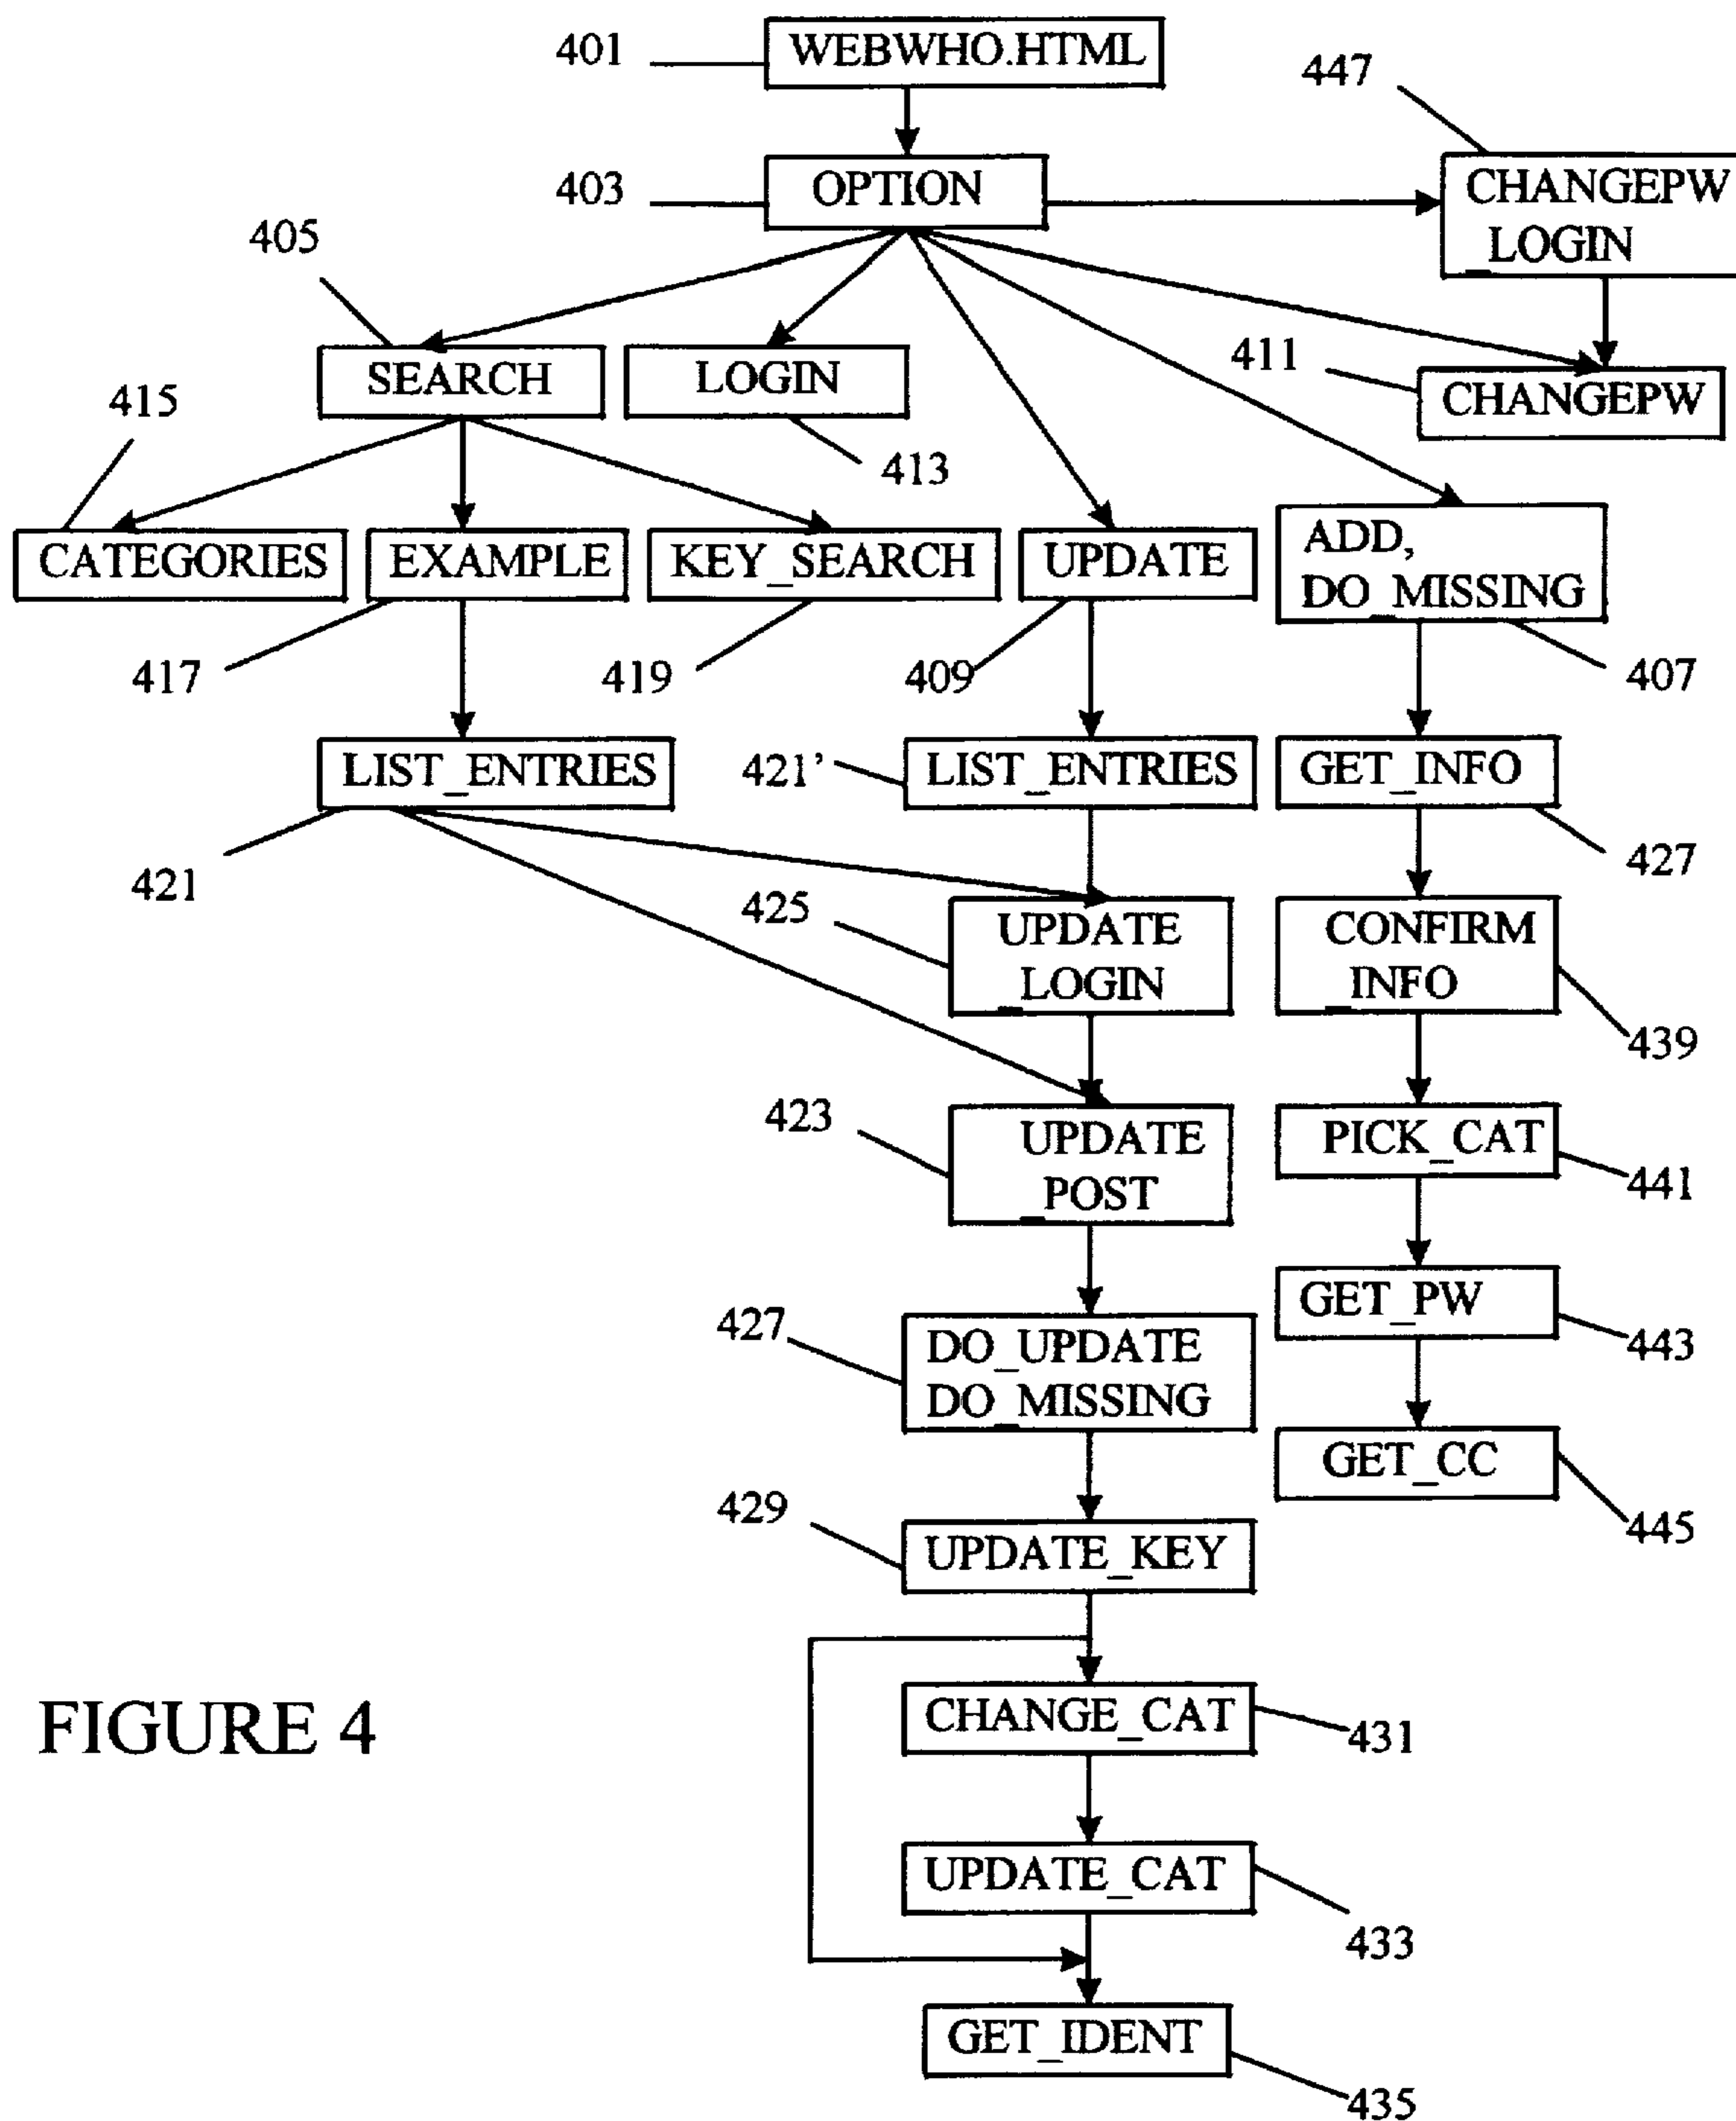 401
WEBWHO.HTML
447
403
OPTION
CHANGEPW
_LOGIN
405
SEARCH
LOGIN
411
CHANGEPW
415
413
CATEGORIES
EXAMPLE
KEY_SEARCH
UPDATE
ADD,
DO_MISSING
417
419
409
407
LIST_ENTRIES
421'
LIST_ENTRIES
GET_INFO
421
427
425
UPDATE
_LOGIN
CONFIRM
_INFO
439
423
UPDATE
_POST
PICK_CAT
441
GET_PW
443
427
DO_UPDATE
DO_MISSING
GET_CC
445
429
UPDATE_KEY
FIGURE 4
CHANGE_CAT
431
UPDATE_CAT
433
GET_IDENT
435